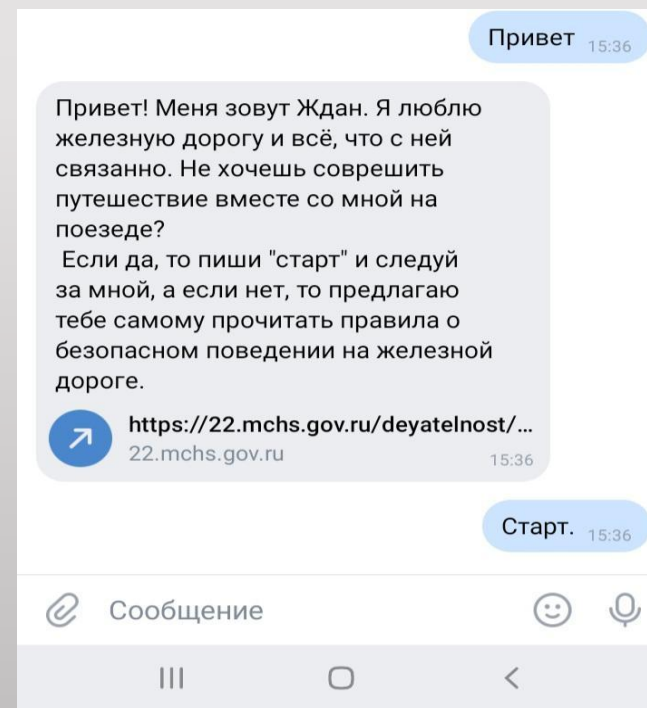 Привет 15:36
Привет! Меня зовут Ждан. Я люблю
железную дорогу и всё, что с ней
связанно. Не хочешь соврешить
путешествие вместе со мной на
поезеде?
Если да, то пиши "старт" и следуй
за мной, а если нет, то предлагаю
тебе самому прочитать правила о
безопасном поведении на железной
дороге.
https://22.mchs.gov.ru/deyatelnost/...
22.mchs.gov.ru 15:36
Старт. 15:36
Сообщение